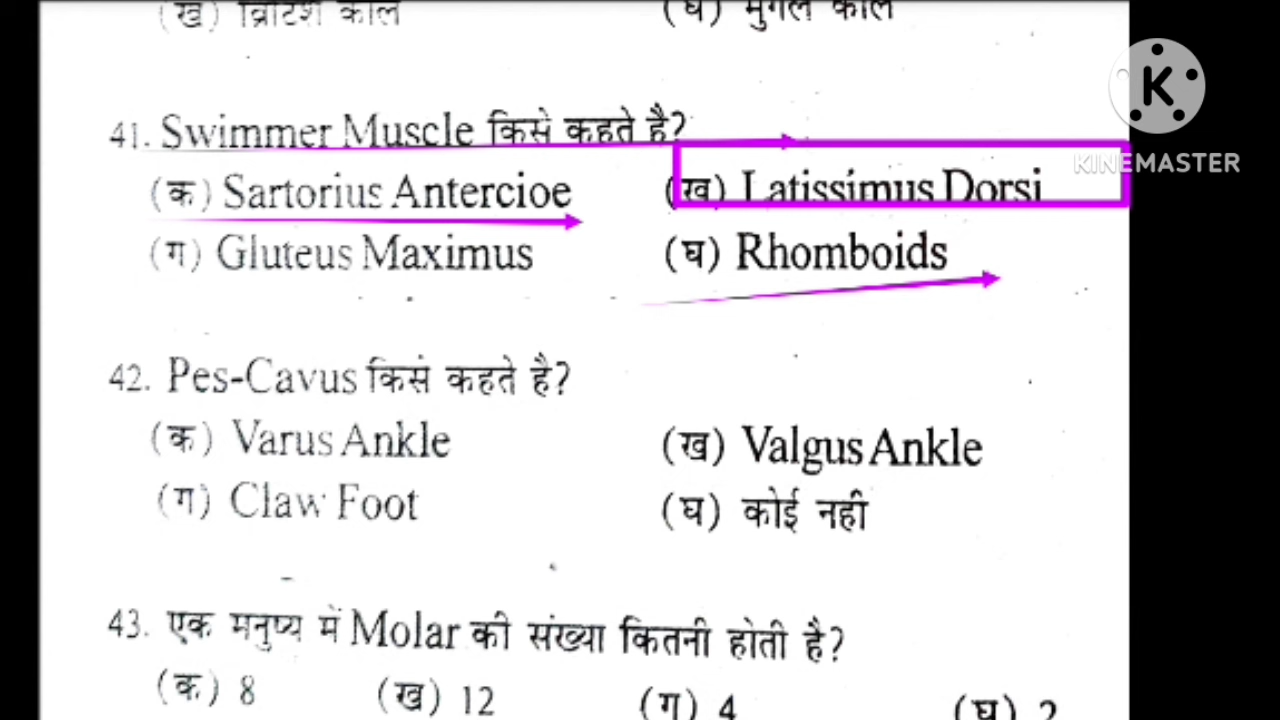 (ख) ब्रिटिश काल (घ) मुगल काल
K
KINEMASTER
41. Swimmer Muscle किसे कहते है?
(क) Sartorius Antercioe (ख) Latissimus Dorsi
(ग) Gluteus Maximus (घ) Rhomboids
42. Pes-Cavus किसे कहते है?
(क) Varus Ankle (ख) Valgus Ankle
(ग) Claw Foot (घ) कोई नही
43. एक मनुष्य में Molar की संख्या कितनी होती है?
(क) 8 (ख) 12 (ग) 4 (घ) 2